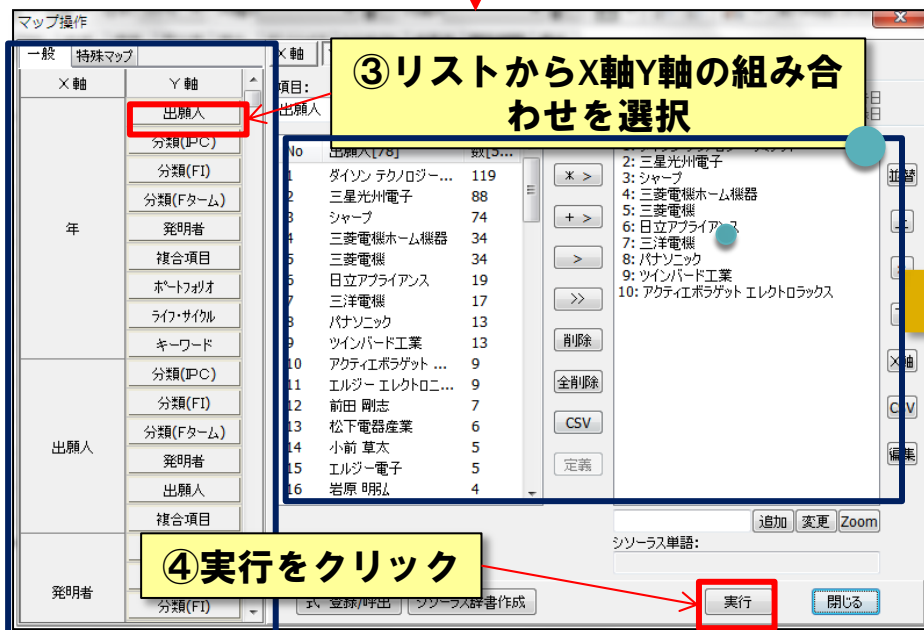 マップ操作
一般 特殊マップ
X軸
X軸 Y軸
③リストからX軸Y軸の組み合
わせを選択
項目:
出願人
年
出願人
分類(IPC)
分類(FI)
分類(Fターム)
発明者
複合項目
ポートフォリオ
ライフ・サイクル
キーワード
出願人
分類(IPC)
分類(FI)
分類(Fターム)
発明者
出願人
複合項目
発明者
分類(FI)
No 出願人[78] 数[5...
1 ダイソン テクノロジー... 119
2 三星光州電子 88
3 シャープ 74
4 三菱電機ホーム機器 34
5 三菱電機 34
6 日立アプライアンス 19
7 三洋電機 17
8 パナソニック 13
9 ツインバード工業 13
10 アクティエボラゲット ... 9
11 エルジー エレクトロニ... 9
12 前田 剛志 7
13 松下電器産業 6
14 小前 草太 5
15 エルジー電子 5
16 岩原 明弘 4
* >
+ >
>
>>
削除
全削除
CSV
定義
2: 三星光州電子
3: シャープ
4: 三菱電機ホーム機器
5: 三菱電機
6: 日立アプライアンス
7: 三洋電機
8: パナソニック
9: ツインバード工業
10: アクティエボラゲット エレクトロラックス
並替
X軸
CSV
編集
追加 変更 Zoom
シソーラス単語:
④実行をクリック
式 登録/呼出 シソーラス辞書作成 実行 閉じる